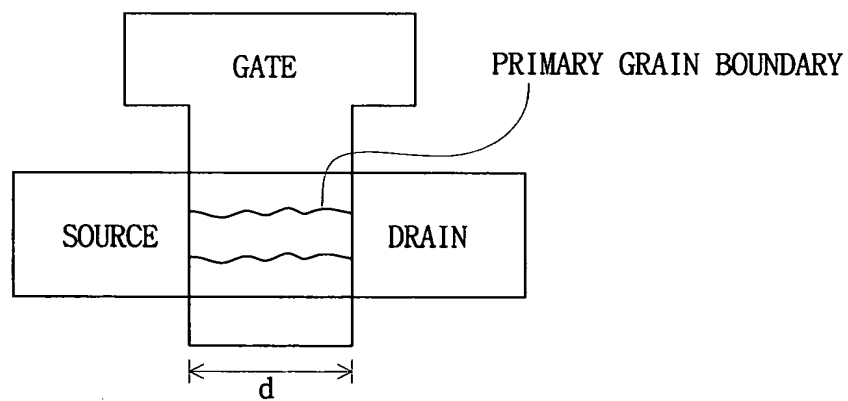 GATE
PRIMARY GRAIN BOUNDARY
SOURCE
DRAIN
d